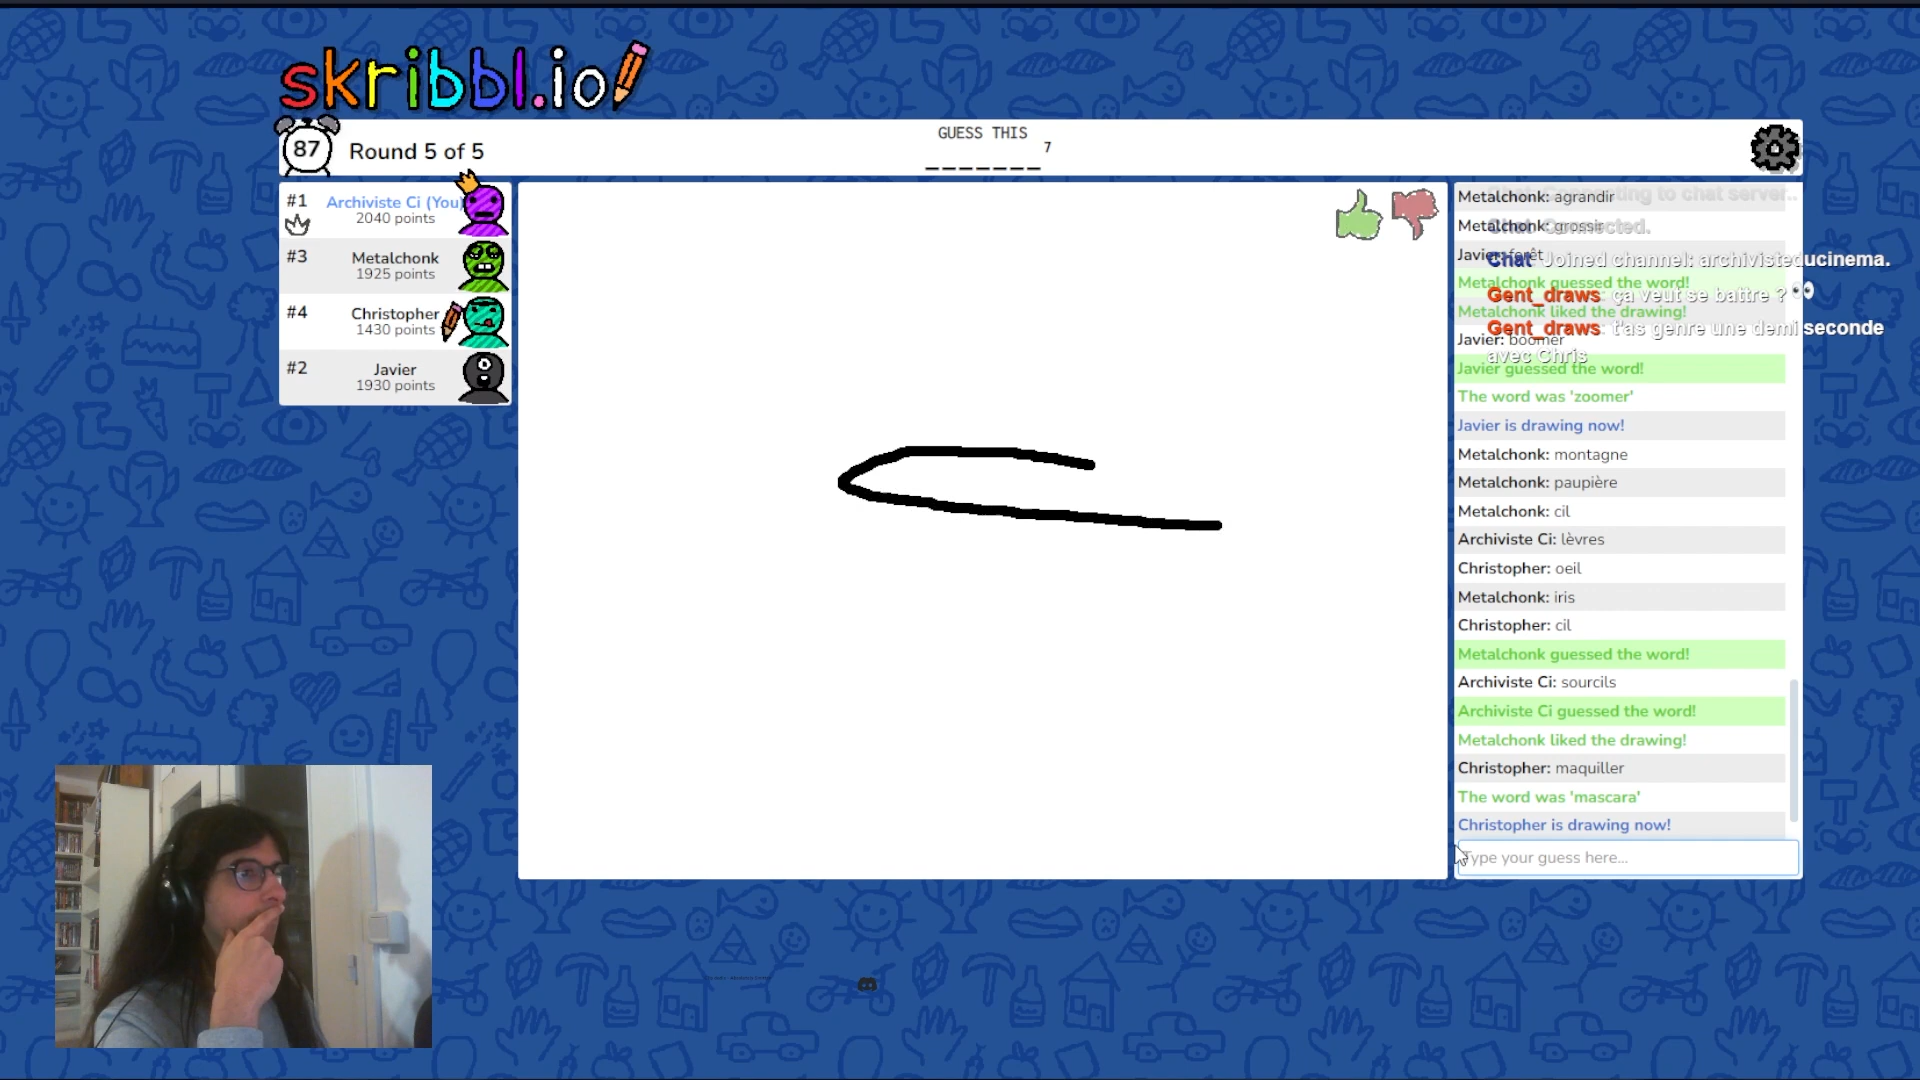 skribbl.io
87
Round 5 of 5
GUESS THIS
7
_______
#1
Archiviste Ci (You)
2040 points
#3
Metalchonk
1925 points
#4
Christopher
1430 points
#2
Javier
1930 points
Metalchonk: agrandir
Metalchonk: grossir
Chat: Connected.
Javier: forêt
Chat: Joined channel: archivisteducinema.
Metalchonk guessed the word!
Gent_draws: ça veut se battre ? 👀
Metalchonk liked the drawing!
Gent_draws: t'as genre une demi seconde
avec Chris
Javier: boomer
Javier guessed the word!
The word was 'zoomer'
Javier is drawing now!
Metalchonk: montagne
Metalchonk: paupière
Metalchonk: cil
Archiviste Ci: lèvres
Christopher: oeil
Metalchonk: iris
Christopher: cil
Metalchonk guessed the word!
Archiviste Ci: sourcils
Archiviste Ci guessed the word!
Metalchonk liked the drawing!
Christopher: maquiller
The word was 'mascara'
Christopher is drawing now!
Type your guess here...